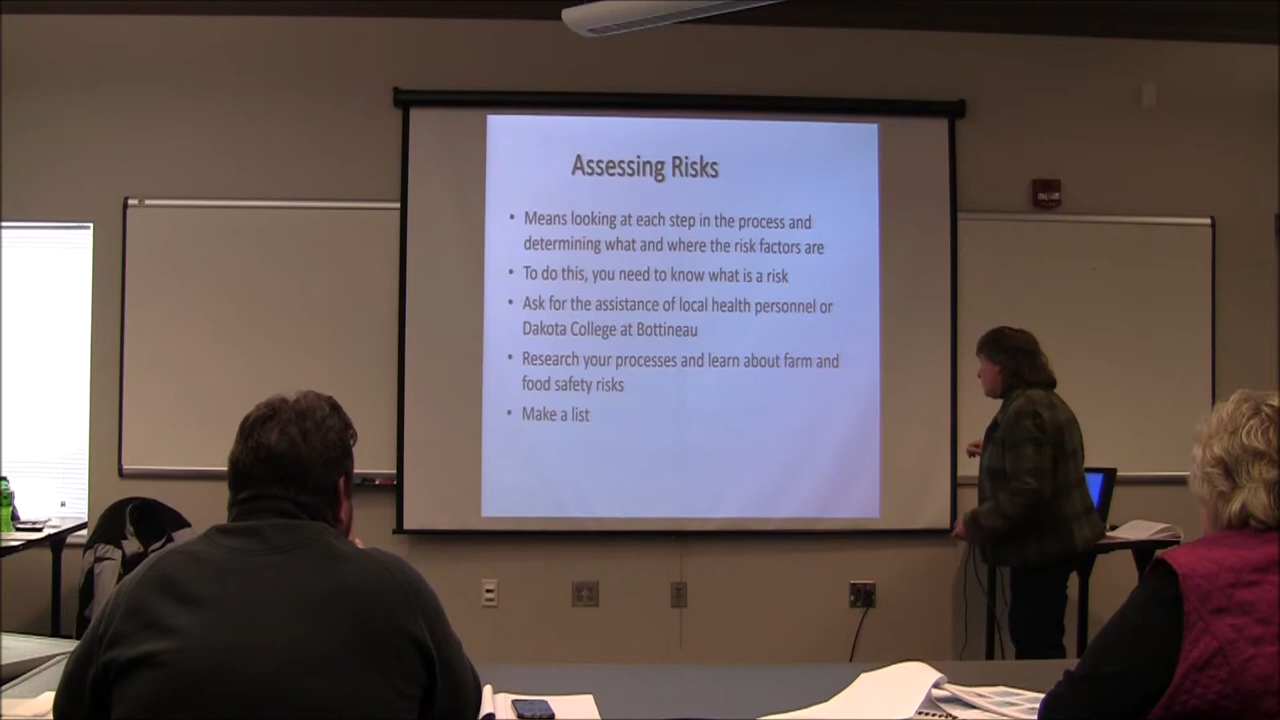 Assessing Risks
• Means looking at each step in the process and
determining what and where the risk factors are
• To do this, you need to know what is a risk
• Ask for the assistance of local health personnel or
Dakota College at Bottineau
• Research your processes and learn about farm and
food safety risks
• Make a list